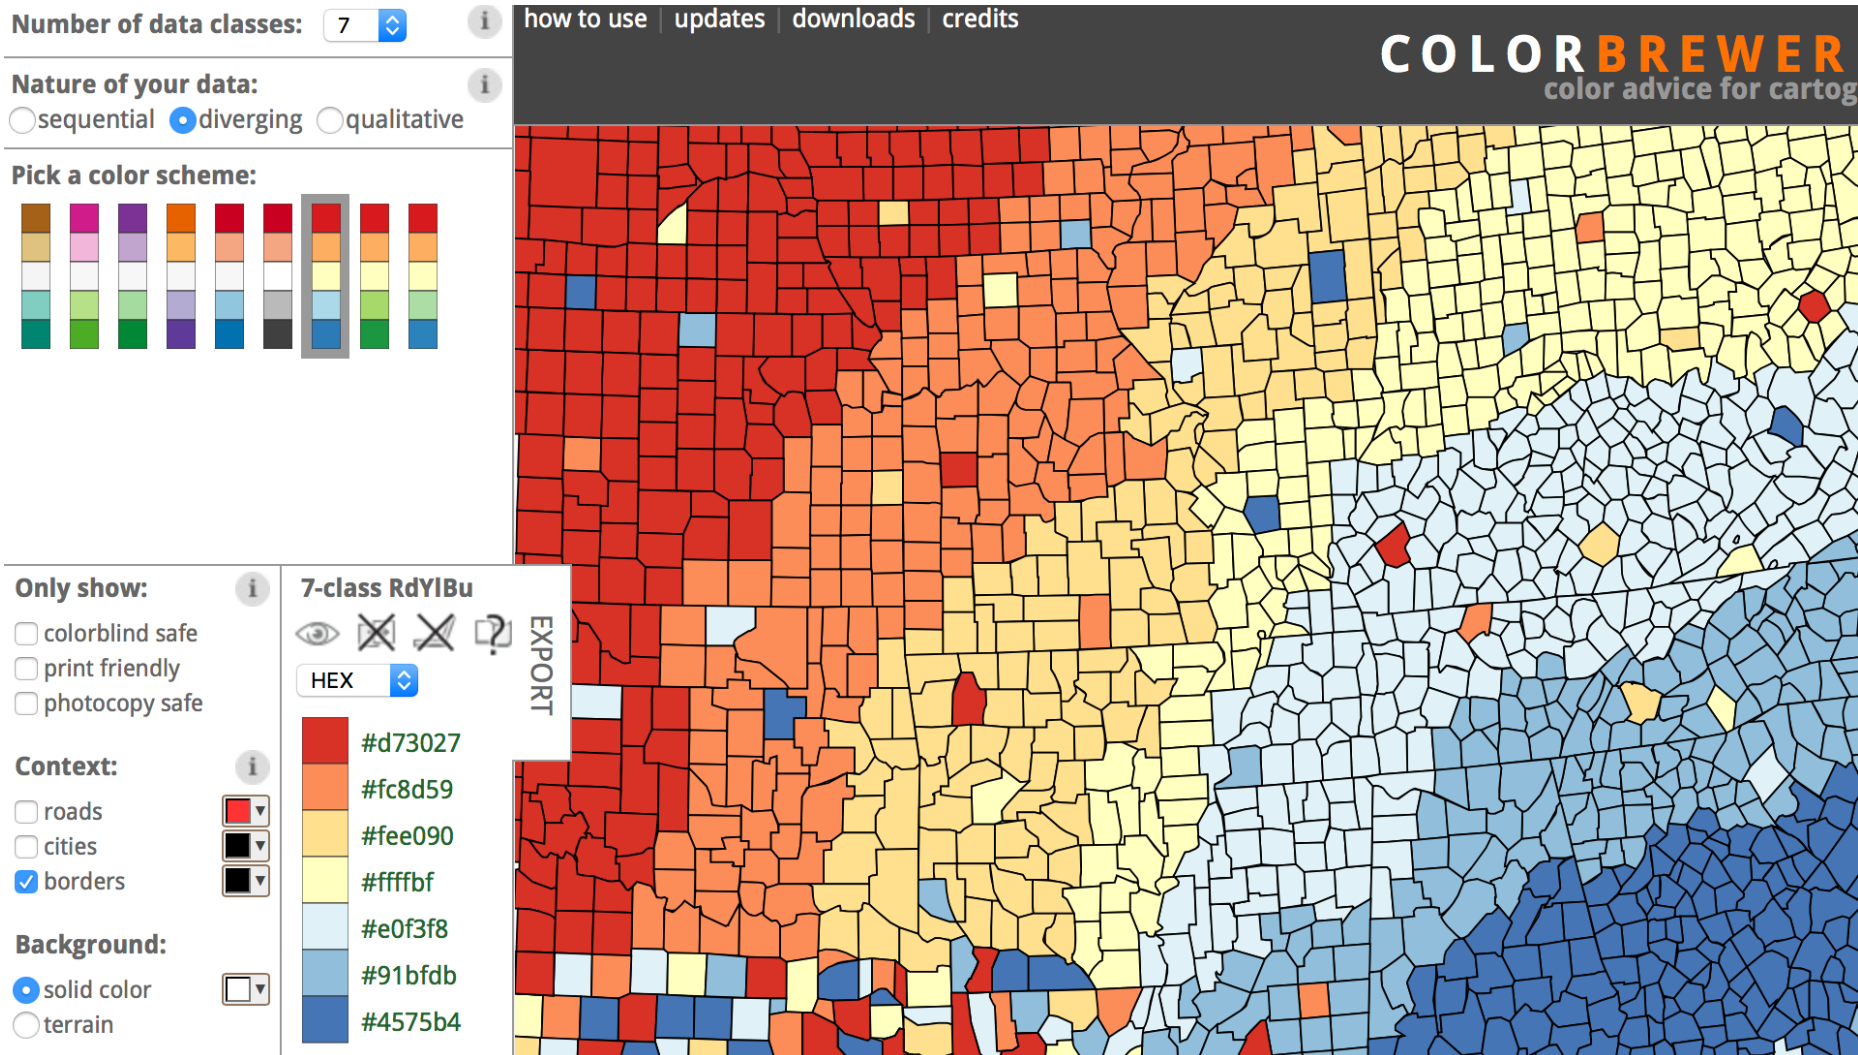 Number of data classes: 7 i
how to use | updates | downloads | credits
COLORBREWER
color advice for cartog
Nature of your data: i
sequential diverging qualitative
Pick a color scheme:
Only show: i
colorblind safe
print friendly
photocopy safe
Context: i
roads
cities
borders
Background:
solid color
terrain
7-class RdYlBu
EXPORT
HEX
#d73027
#fc8d59
#fee090
#ffffbf
#e0f3f8
#91bfdb
#4575b4